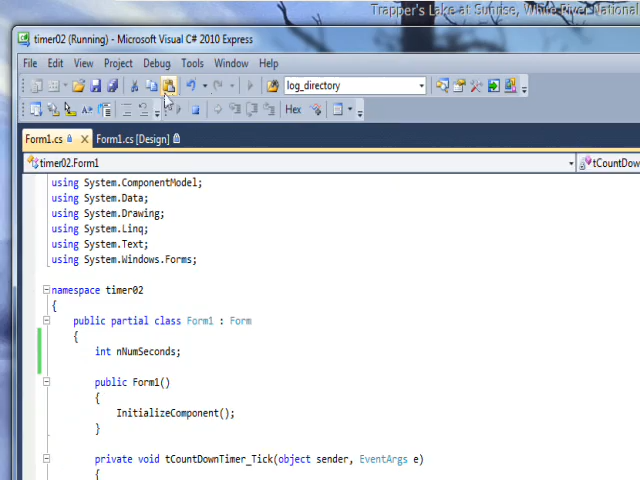 Trapper's Lake at Sunrise, White River National
timer02 (Running) - Microsoft Visual C# 2010 Express
File Edit View Project Debug Tools Window Help
log_directory
Hex
Form1.cs Form1.cs [Design]
timer02.Form1 tCountDow
using System.ComponentModel;
using System.Data;
using System.Drawing;
using System.Linq;
using System.Text;
using System.Windows.Forms;
namespace timer02
{
public partial class Form1 : Form
{
int nNumSeconds;
public Form1()
{
InitializeComponent();
}
private void tCountDownTimer_Tick(object sender, EventArgs e)
{